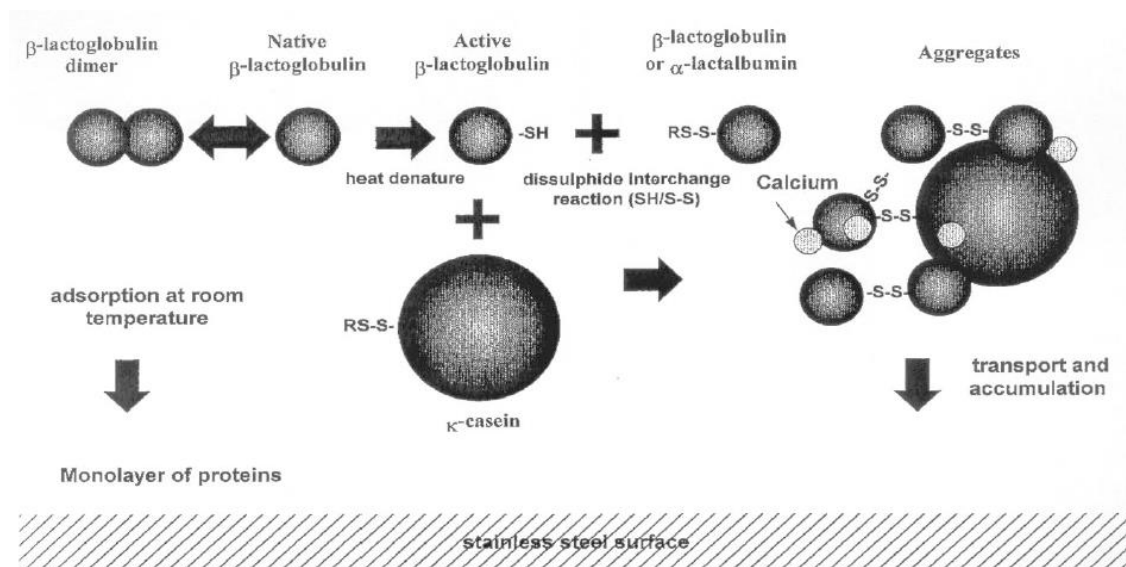 β-lactoglobulin
dimer
Native
β-lactoglobulin
Active
β-lactoglobulin
β-lactoglobulin
or α-lactalbumin
Aggregates
-SH
RS-S-
-S-S-
heat denature
dissulphide interchange
reaction (SH/S-S)
Calcium
S-S-
-S-S-
adsorption at room
temperature
RS-S-
-S-S-
transport and
accumulation
κ-casein
Monolayer of proteins
stainless steel surface